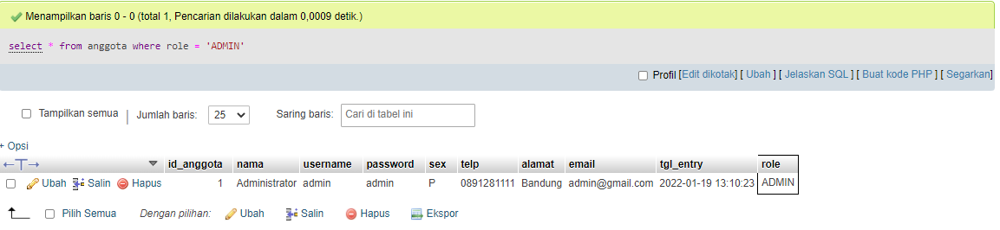 Menampilkan baris 0 - 0 (total 1, Pencarian dilakukan dalam 0,0009 detik.)
select * from anggota where role = 'ADMIN'
Profil [Edit dikotak] [ Ubah ] [ Jelaskan SQL ] [ Buat kode PHP ] [ Segarkan]
Tampilkan semua | Jumlah baris: 25 Saring baris: Cari di tabel ini
+ Opsi
←T→ id_anggota nama username password sex telp alamat email tgl_entry role
Ubah Salin Hapus 1 Administrator admin admin P 0891281111 Bandung admin@gmail.com 2022-01-19 13:10:23 ADMIN
Pilih Semua Dengan pilihan: Ubah Salin Hapus Ekspor